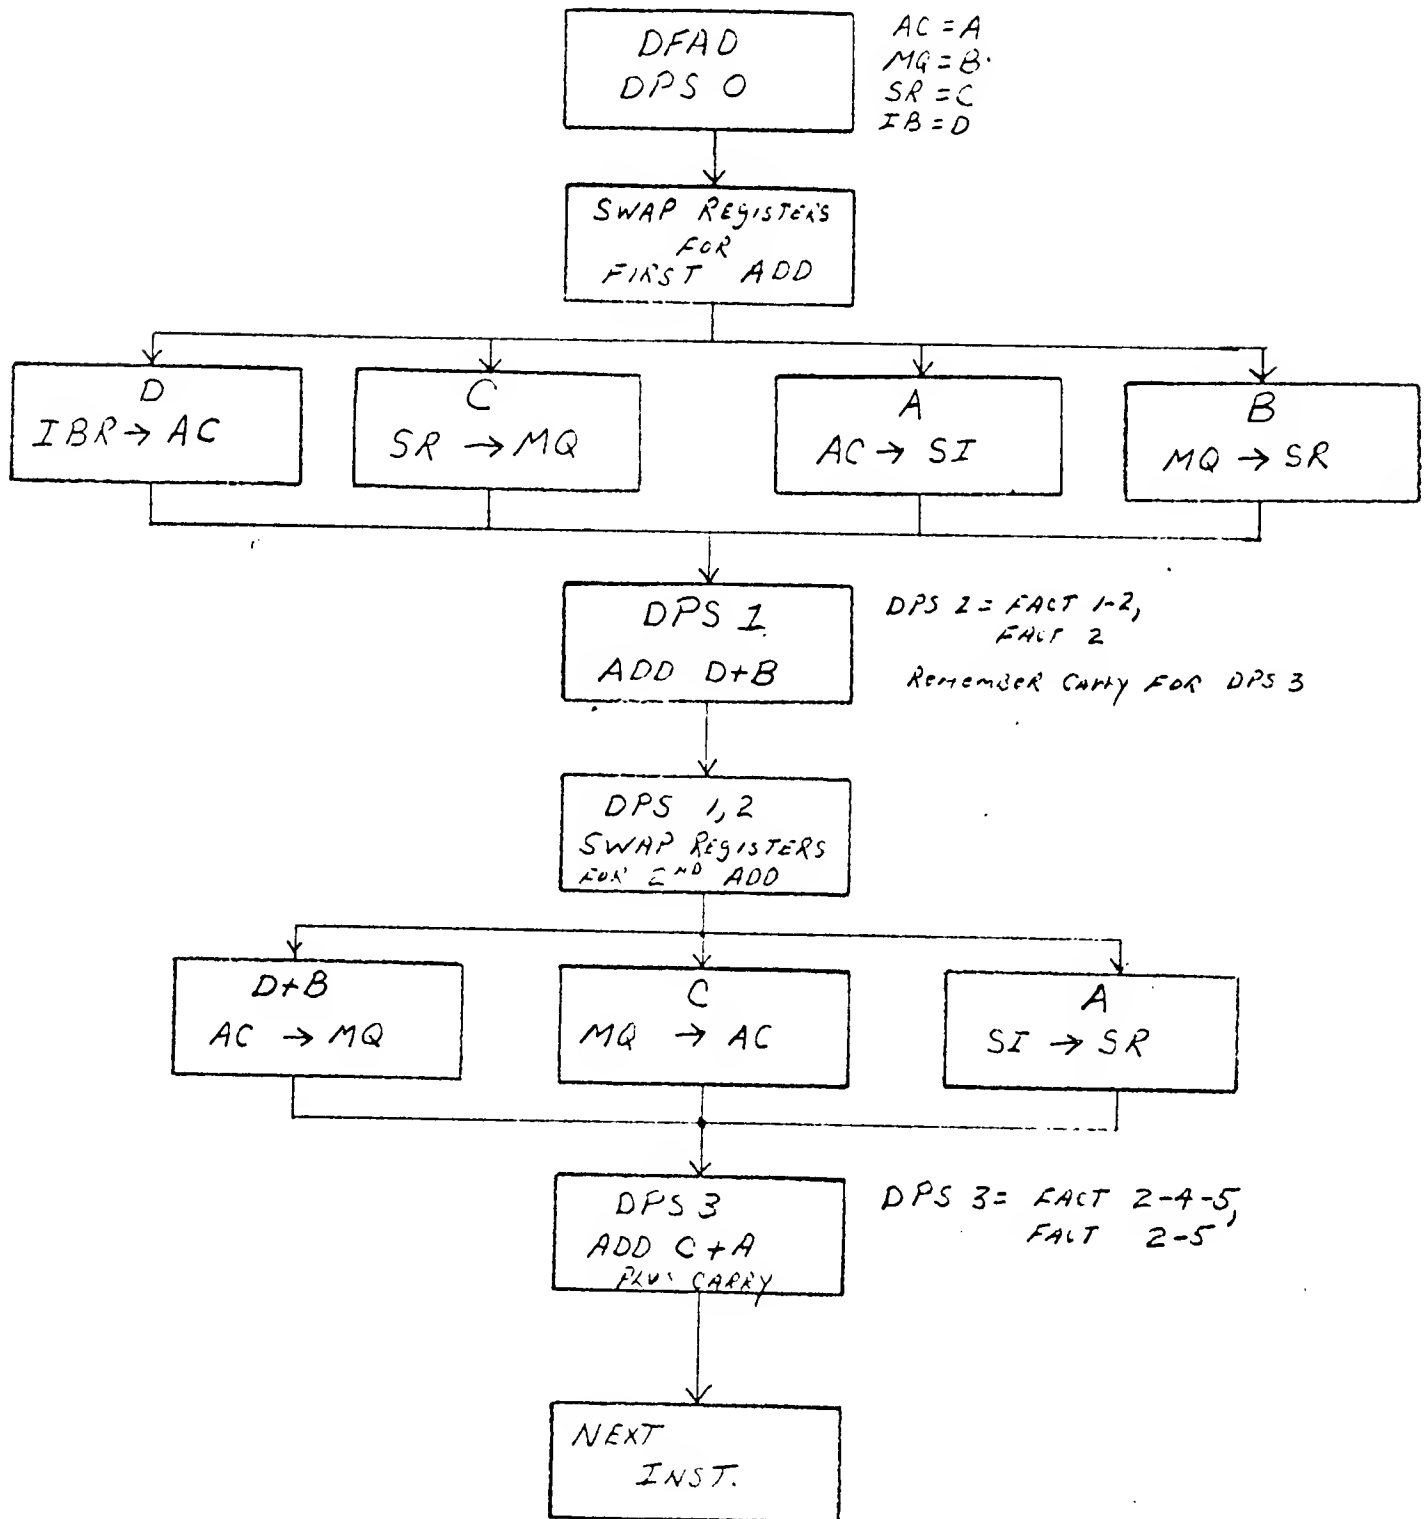 DFAD
DPS 0
AC = A
MQ = B
SR = C
IB = D
SWAP REGISTERS
FOR
FIRST ADD
D
IBR → AC
C
SR → MQ
A
AC → SI
B
MQ → SR
DPS 1
ADD D+B
DPS 2 = FACT 1-2,
FACT 2
REMEMBER CARRY FOR DPS 3
DPS 1,2
SWAP REGISTERS
FOR 2ND ADD
D+B
AC → MQ
C
MQ → AC
A
SI → SR
DPS 3
ADD C+A
PLUS CARRY
DPS 3 = FACT 2-4-5,
FACT 2-5
NEXT
INST.